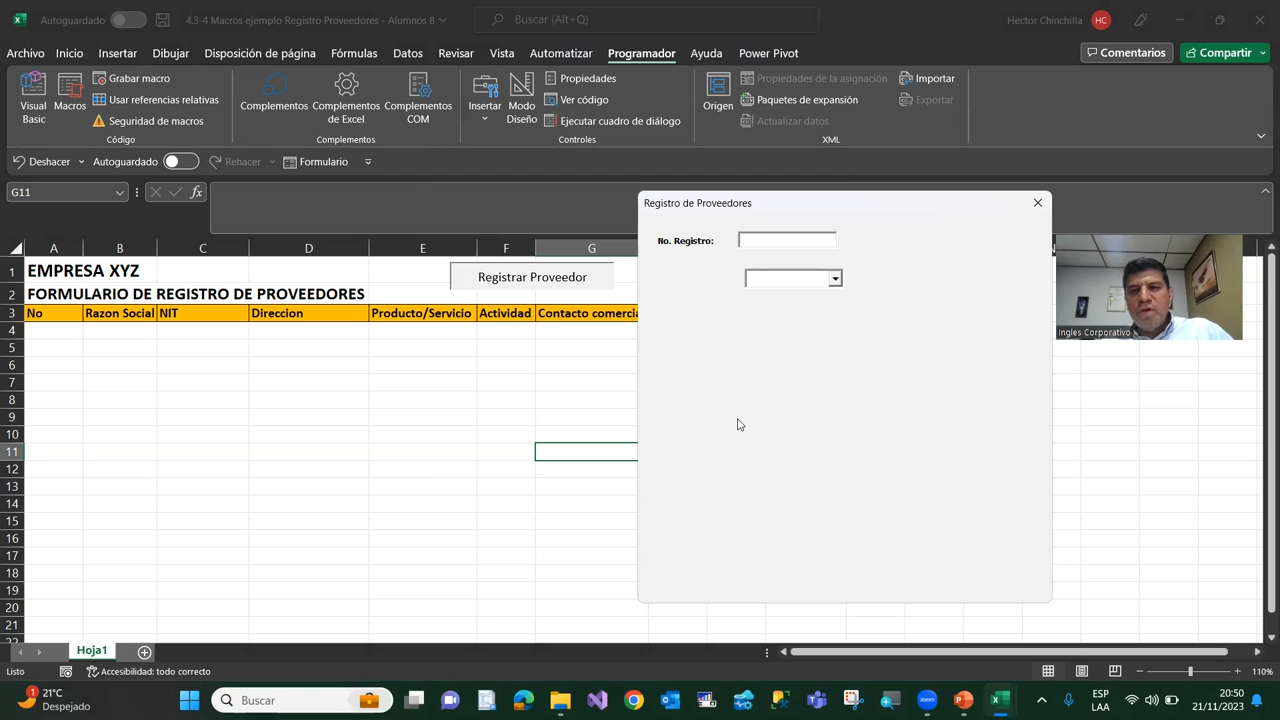 Autoguardado
4.3-4 Macros ejemplo Registro Proveedores - Alumnos 8
Buscar (Alt+Q)
Hector Chinchilla
HC
Archivo Inicio Insertar Dibujar Disposición de página Fórmulas Datos Revisar Vista Automatizar Programador Ayuda Power Pivot
Comentarios
Compartir
Visual Basic
Macros
Grabar macro
Usar referencias relativas
Seguridad de macros
Código
Complementos
Complementos de Excel
Complementos COM
Complementos
Insertar
Modo Diseño
Propiedades
Ver código
Ejecutar cuadro de diálogo
Controles
Origen
Propiedades de la asignación
Paquetes de expansión
Actualizar datos
Importar
Exportar
XML
Deshacer Autoguardado Rehacer Formulario
G11
fx
Registro de Proveedores
No. Registro:
A B C D E F G
N
1 EMPRESA XYZ
Registrar Proveedor
2 FORMULARIO DE REGISTRO DE PROVEEDORES
3 No Razon Social NIT Direccion Producto/Servicio Actividad Contacto comercia
4
5
6
7
8
9
10
11
12
13
14
15
16
17
18
19
20
21
Ingles Corporativo
Hoja1
Listo
Accesibilidad: todo correcto
110%
1
21°C
Despejado
Buscar
ESP
LAA
20:50
21/11/2023